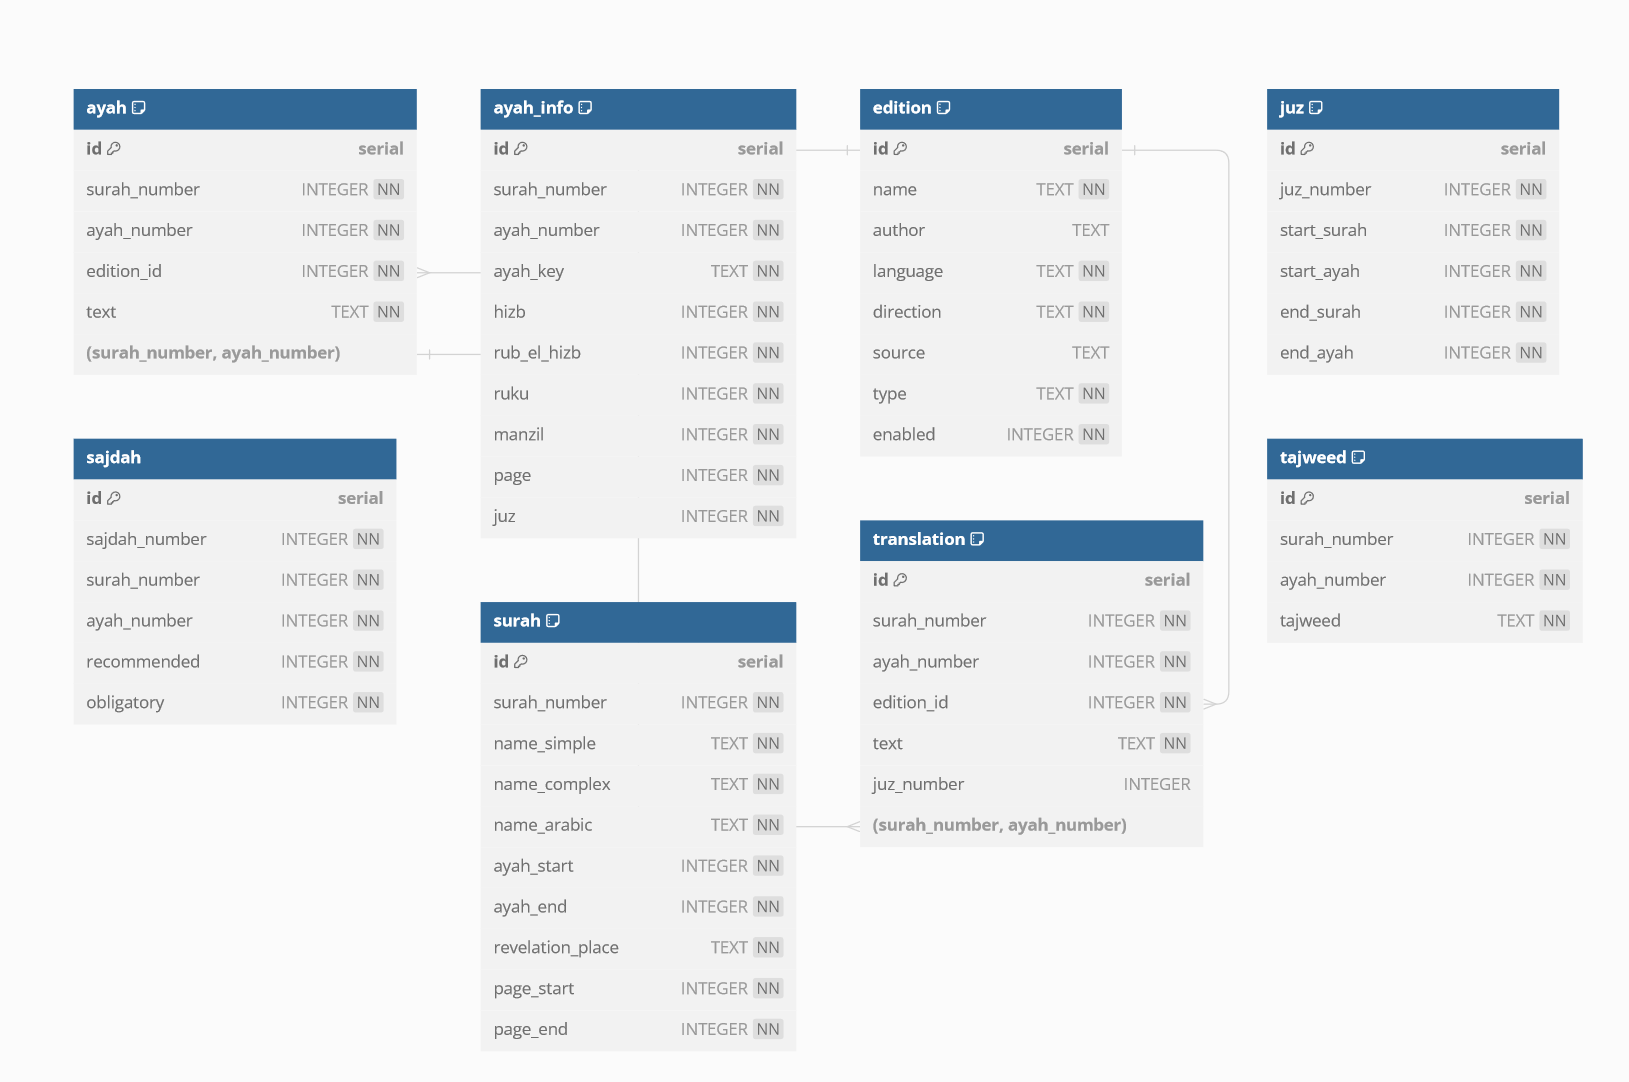 ayah
id serial
surah_number INTEGER NN
ayah_number INTEGER NN
edition_id INTEGER NN
text TEXT NN
(surah_number, ayah_number)
ayah_info
id serial
surah_number INTEGER NN
ayah_number INTEGER NN
ayah_key TEXT NN
hizb INTEGER NN
rub_el_hizb INTEGER NN
ruku INTEGER NN
manzil INTEGER NN
page INTEGER NN
juz INTEGER NN
edition
id serial
name TEXT NN
author TEXT
language TEXT NN
direction TEXT NN
source TEXT
type TEXT NN
enabled INTEGER NN
juz
id serial
juz_number INTEGER NN
start_surah INTEGER NN
start_ayah INTEGER NN
end_surah INTEGER NN
end_ayah INTEGER NN
sajdah
id serial
sajdah_number INTEGER NN
surah_number INTEGER NN
ayah_number INTEGER NN
recommended INTEGER NN
obligatory INTEGER NN
surah
id serial
surah_number INTEGER NN
name_simple TEXT NN
name_complex TEXT NN
name_arabic TEXT NN
ayah_start INTEGER NN
ayah_end INTEGER NN
revelation_place TEXT NN
page_start INTEGER NN
page_end INTEGER NN
translation
id serial
surah_number INTEGER NN
ayah_number INTEGER NN
edition_id INTEGER NN
text TEXT NN
juz_number INTEGER
(surah_number, ayah_number)
tajweed
id serial
surah_number INTEGER NN
ayah_number INTEGER NN
tajweed TEXT NN